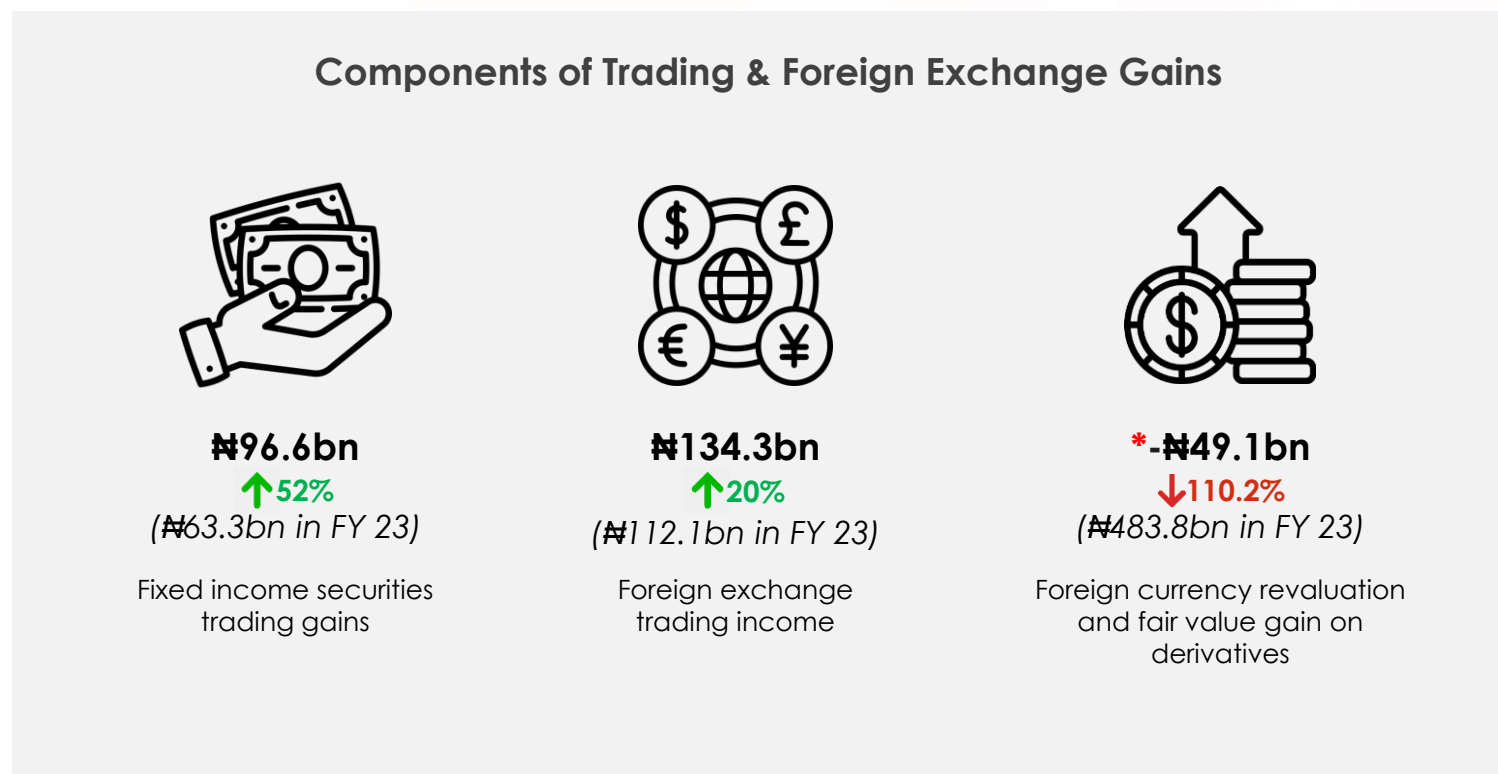 Components of Trading & Foreign Exchange Gains
$
£
€
¥
$
₦96.6bn
52%
(₦63.3bn in FY 23)
Fixed income securities
trading gains
₦134.3bn
20%
(₦112.1bn in FY 23)
Foreign exchange
trading income
*-₦49.1bn
110.2%
(₦483.8bn in FY 23)
Foreign currency revaluation
and fair value gain on
derivatives